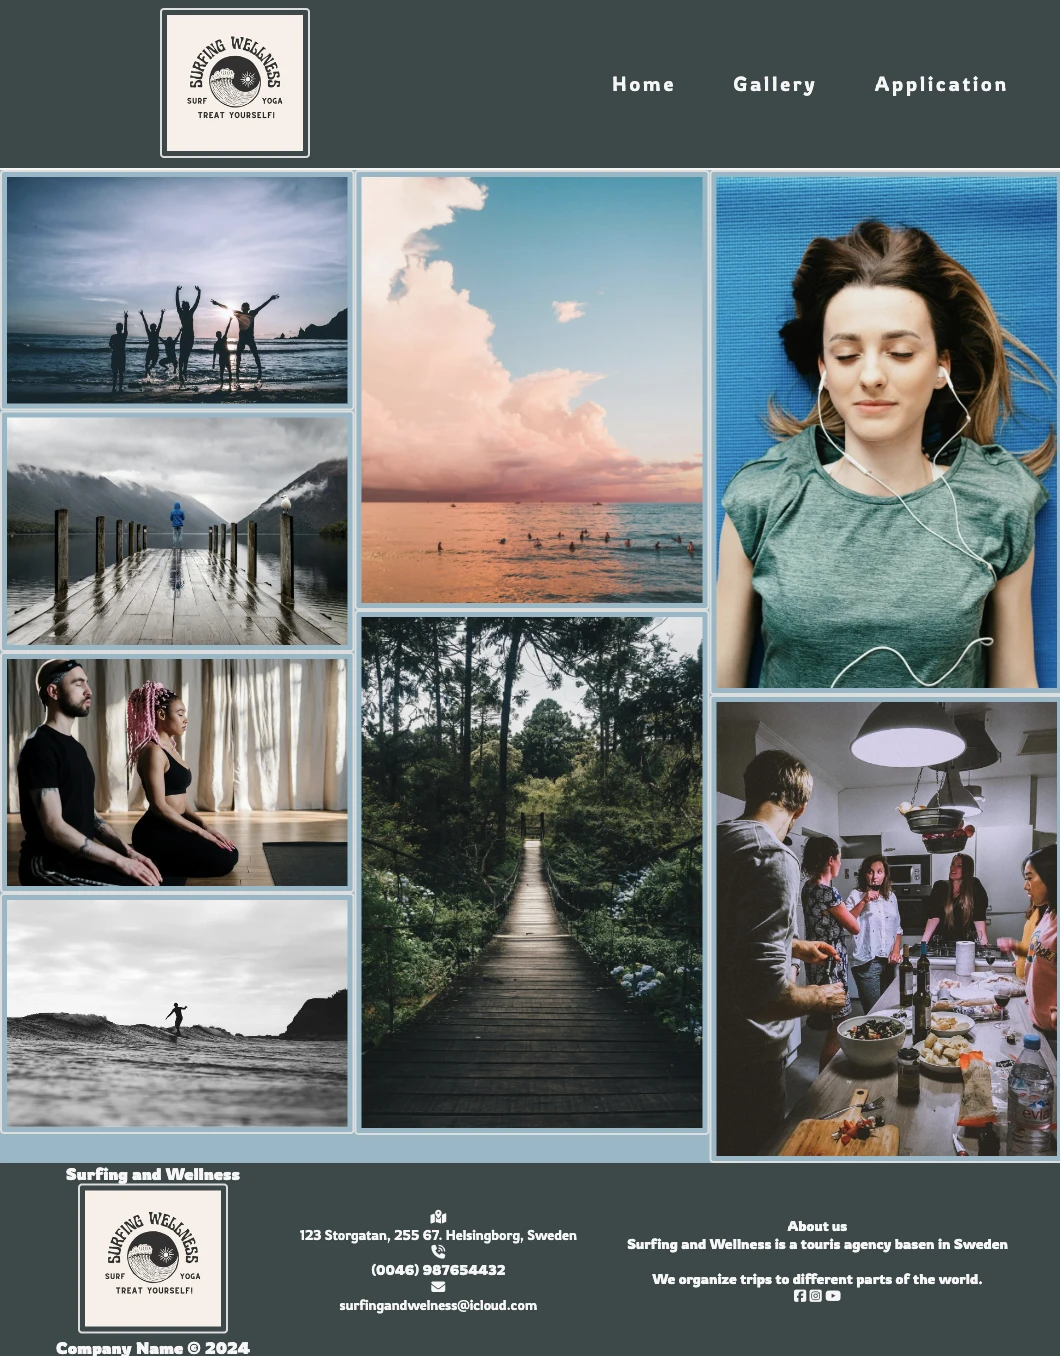 SURFING WELLNESS
SURF YOGA
TREAT YOURSELF!
Home Gallery Application
evian
Surfing and Wellness
SURFING WELLNESS
SURF YOGA
TREAT YOURSELF!
Company Name © 2024
123 Storgatan, 255 67. Helsingborg, Sweden
(0046) 987654432
surfingandwelness@icloud.com
About us
Surfing and Wellness is a touris agency basen in Sweden
We organize trips to different parts of the world.